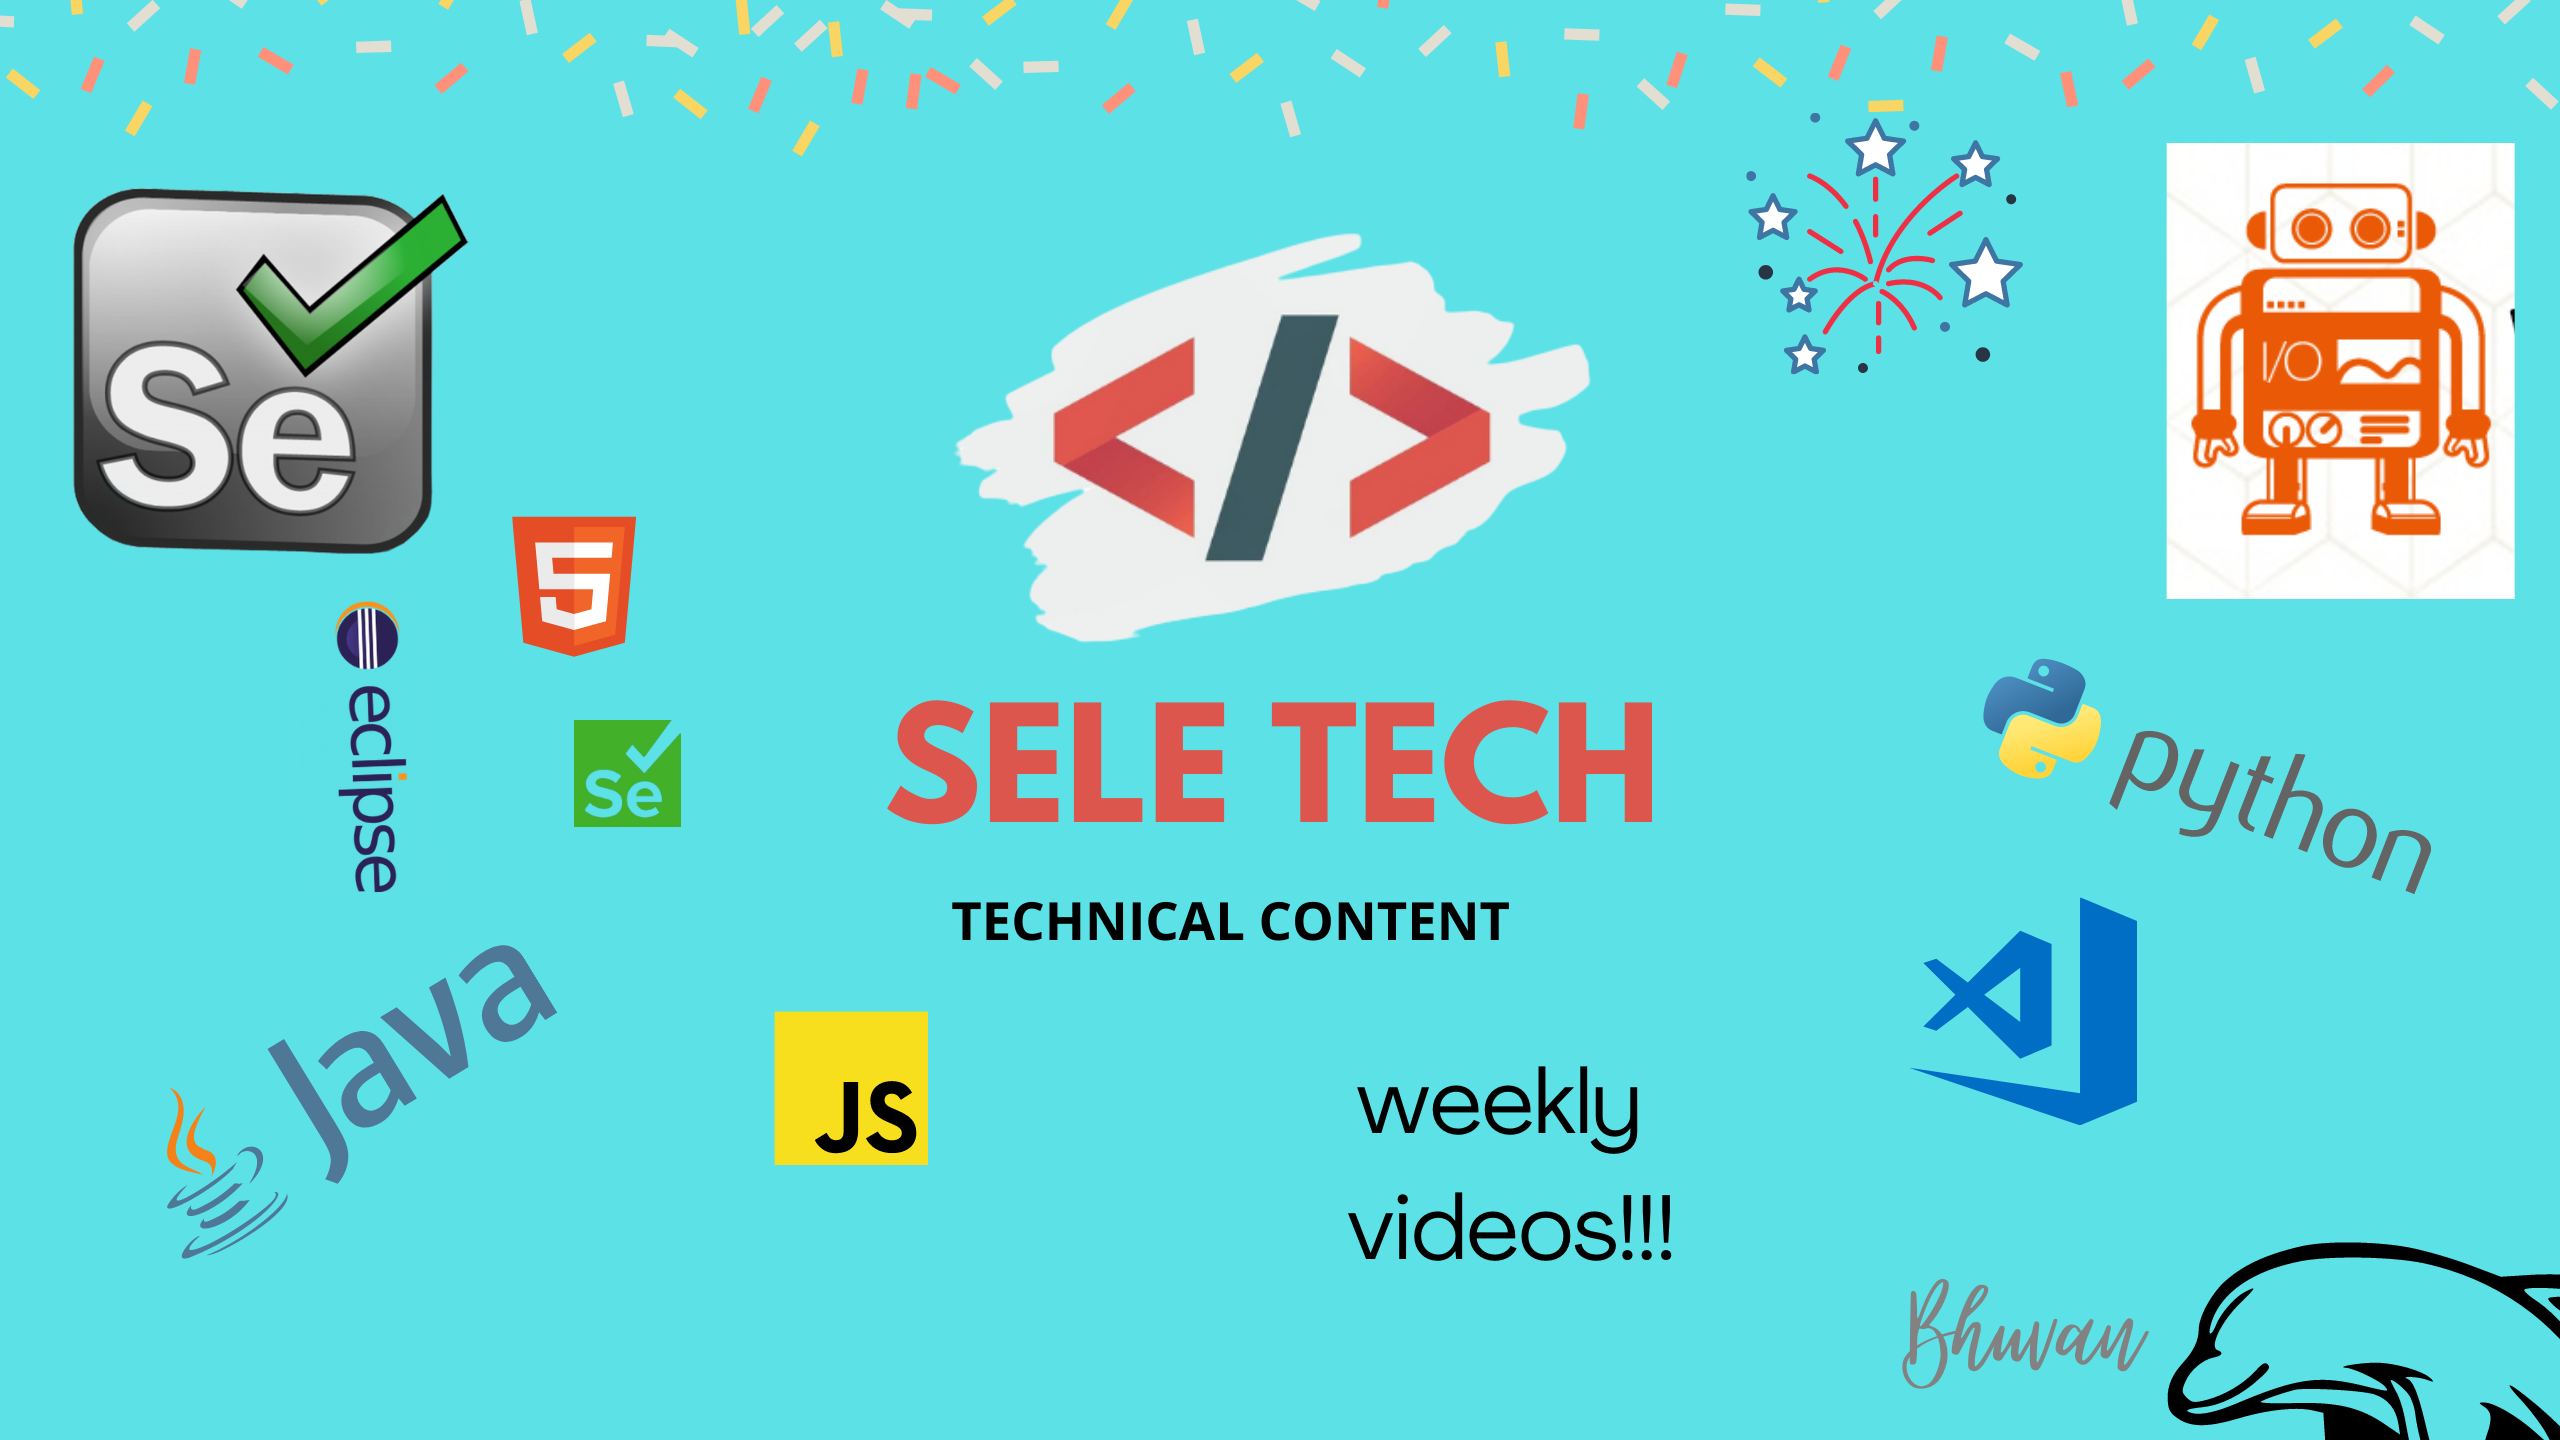 Se
I/O
5
eclipse
Se
SELE TECH
python
TECHNICAL CONTENT
Java
JS
weekly
videos!!!
Bhuvan